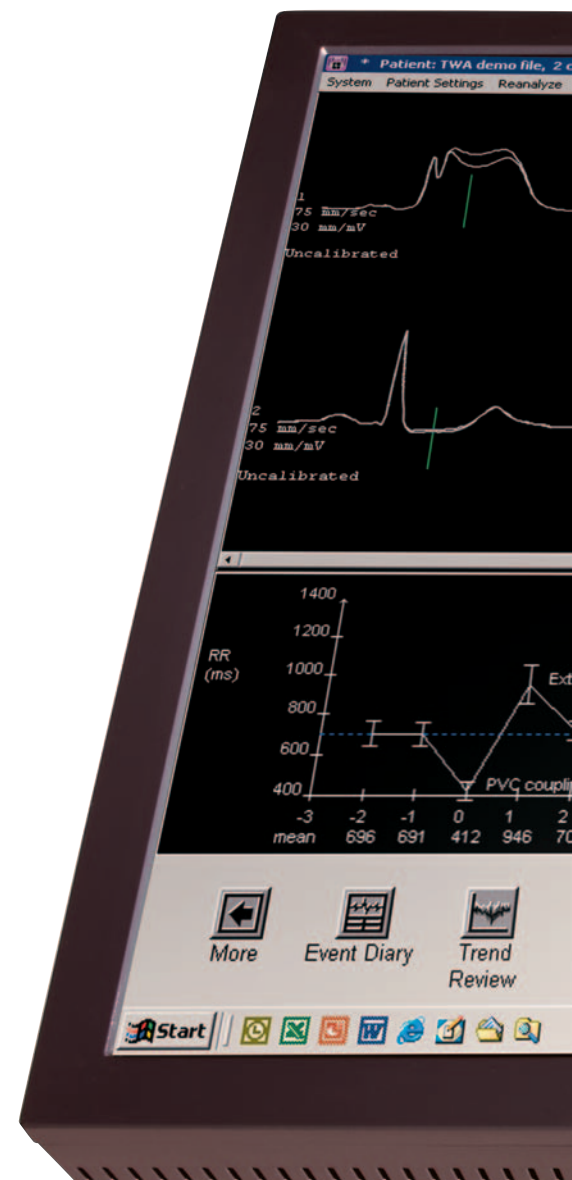 * Patient: TWA demo file, 2
System Patient Settings Reanalyze
1
75 mm/sec
30 mm/mV
Uncalibrated
2
75 mm/sec
30 mm/mV
Uncalibrated
1400
1200
RR
(ms)
1000
Ext
800
600
400
PVC coupli
-3 -2 -1 0 1 2
mean 696 691 412 946 70
More Event Diary Trend
Review
Start